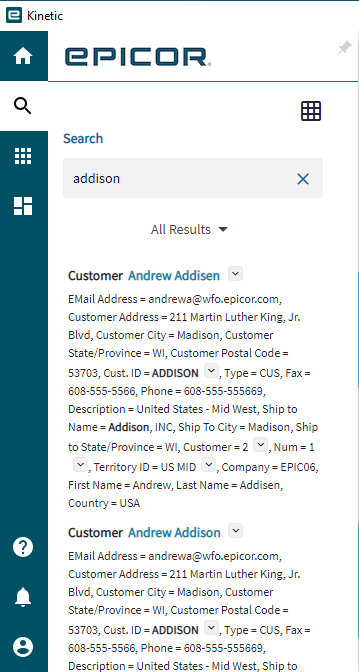 Kinetic
EPICOR
Search
addison
All Results
Customer Andrew Addisen
EMail Address = andrewa@wfo.epicor.com,
Customer Address = 211 Martin Luther King, Jr.
Blvd, Customer City = Madison, Customer
State/Province = WI, Customer Postal Code =
53703, Cust. ID = ADDISON , Type = CUS, Fax =
608-555-5566, Phone = 608-555-555669,
Description = United States - Mid West, Ship to
Name = Addison, INC, Ship To City = Madison, Ship
to State/Province = WI, Customer = 2 , Num = 1
, Territory ID = US MID , Company = EPIC06,
First Name = Andrew, Last Name = Addisen,
Country = USA
Customer Andrew Addison
EMail Address = andrewa@wfo.epicor.com,
Customer Address = 211 Martin Luther King, Jr.
Blvd, Customer City = Madison, Customer
State/Province = WI, Customer Postal Code =
53703, Cust. ID = ADDISON , Type = CUS, Fax =
608-555-5566, Phone = 608-555-555669,
Description = United States - Mid West, Ship to